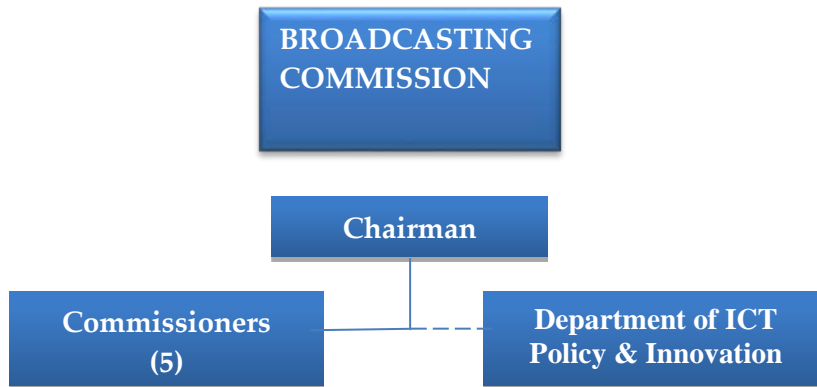 BROADCASTING
COMMISSION
Chairman
Commissioners
(5)
Department of ICT
Policy & Innovation